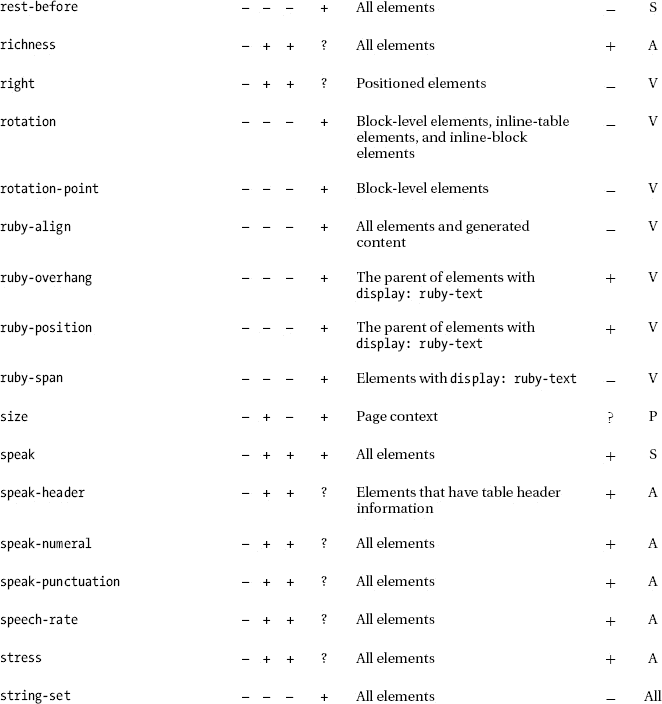 rest-before – – – + All elements – S
richness – + + ? All elements + A
right – + + ? Positioned elements – V
rotation – – – + Block-level elements, inline-table – V
elements, and inline-block
elements
rotation-point – – – + Block-level elements – V
ruby-align – – – + All elements and generated – V
content
ruby-overhang – – – + The parent of elements with + V
display: ruby-text
ruby-position – – – + The parent of elements with + V
display: ruby-text
ruby-span – – – + Elements with display: ruby-text – V
size – + – + Page context ? P
speak – + + + All elements + S
speak-header – + + ? Elements that have table header + A
information
speak-numeral – + + ? All elements + A
speak-punctuation – + + ? All elements + A
speech-rate – + + ? All elements + A
stress – + + ? All elements + A
string-set – – – + All elements – All